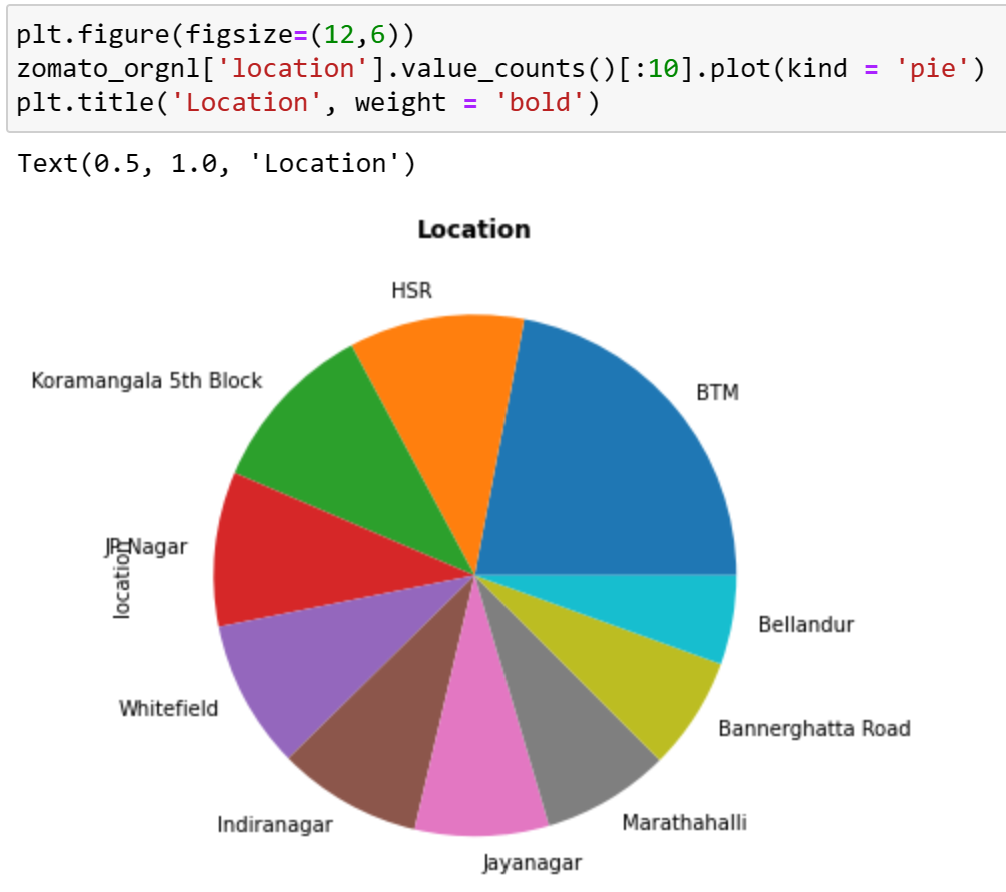 plt.figure(figsize=(12,6))
zomato_orgnl['location'].value_counts()[:10].plot(kind = 'pie')
plt.title('Location', weight = 'bold')
Text(0.5, 1.0, 'Location')
Location
HSR
Koramangala 5th Block
BTM
JP Nagar
location
Bellandur
Whitefield
Bannerghatta Road
Indiranagar
Marathahalli
Jayanagar